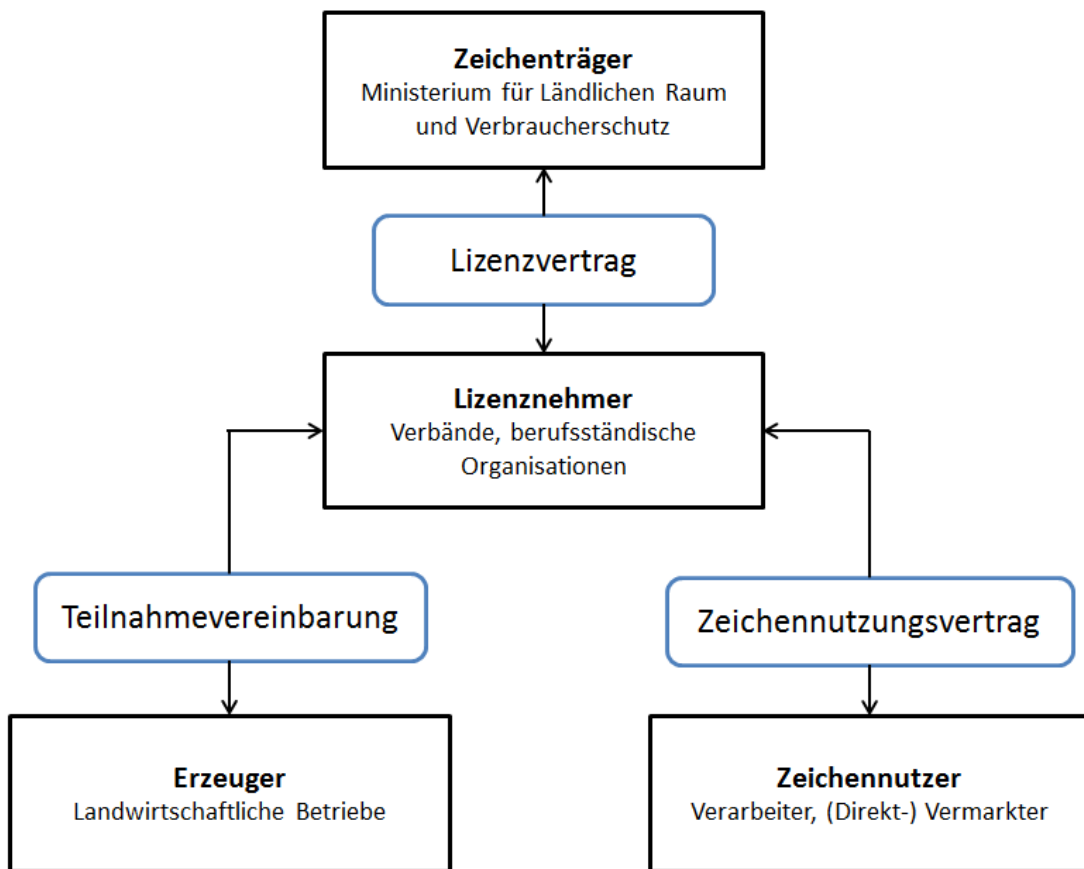 Zeichenträger
Ministerium für Ländlichen Raum
und Verbraucherschutz
Lizenzvertrag
Lizenznehmer
Verbände, berufsständische
Organisationen
Teilnahmevereinbarung
Zeichennutzungsvertrag
Erzeuger
Landwirtschaftliche Betriebe
Zeichennutzer
Verarbeiter, (Direkt-) Vermarkter